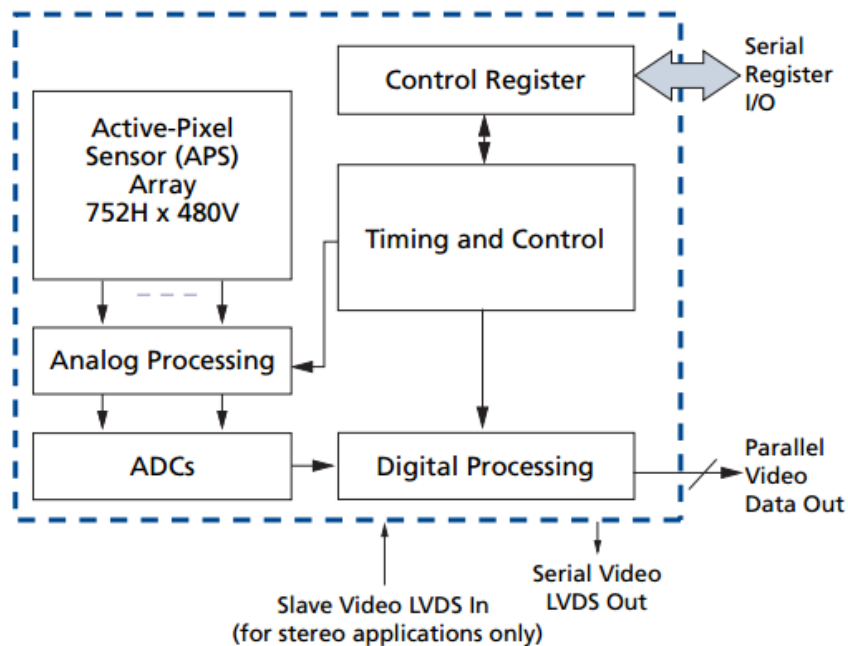 Control Register
Serial
Register
I/O
Active-Pixel
Sensor (APS)
Array
752H x 480V
Timing and Control
Analog Processing
ADCs
Digital Processing
Parallel
Video
Data Out
Slave Video LVDS In
(for stereo applications only)
Serial Video
LVDS Out